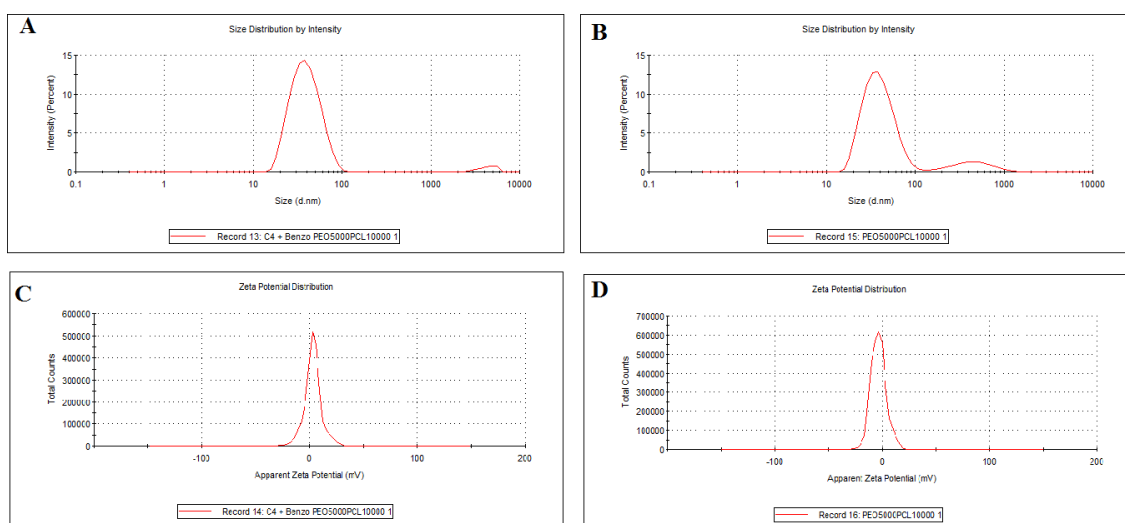 A
Size Distribution by Intensity
Intensity (Percent)
15
10
5
0
0.1 1 10 100 1000 10000
Size (d.nm)
Record 13: C4 + Benzo PEO5000PCL10000 1
B
Size Distribution by Intensity
Intensity (Percent)
15
10
5
0
0.1 1 10 100 1000 10000
Size (d.nm)
Record 15: PEO5000PCL10000 1
C
Zeta Potential Distribution
Total Counts
600000
500000
400000
300000
200000
100000
0
-100 0 100 200
Apparent Zeta Potential (mV)
Record 14: C4 + Benzo PEO5000PCL10000 1
D
Zeta Potential Distribution
Total Counts
700000
600000
500000
400000
300000
200000
100000
0
-100 0 100 200
Apparent Zeta Potential (mV)
Record 16: PEO5000PCL10000 1